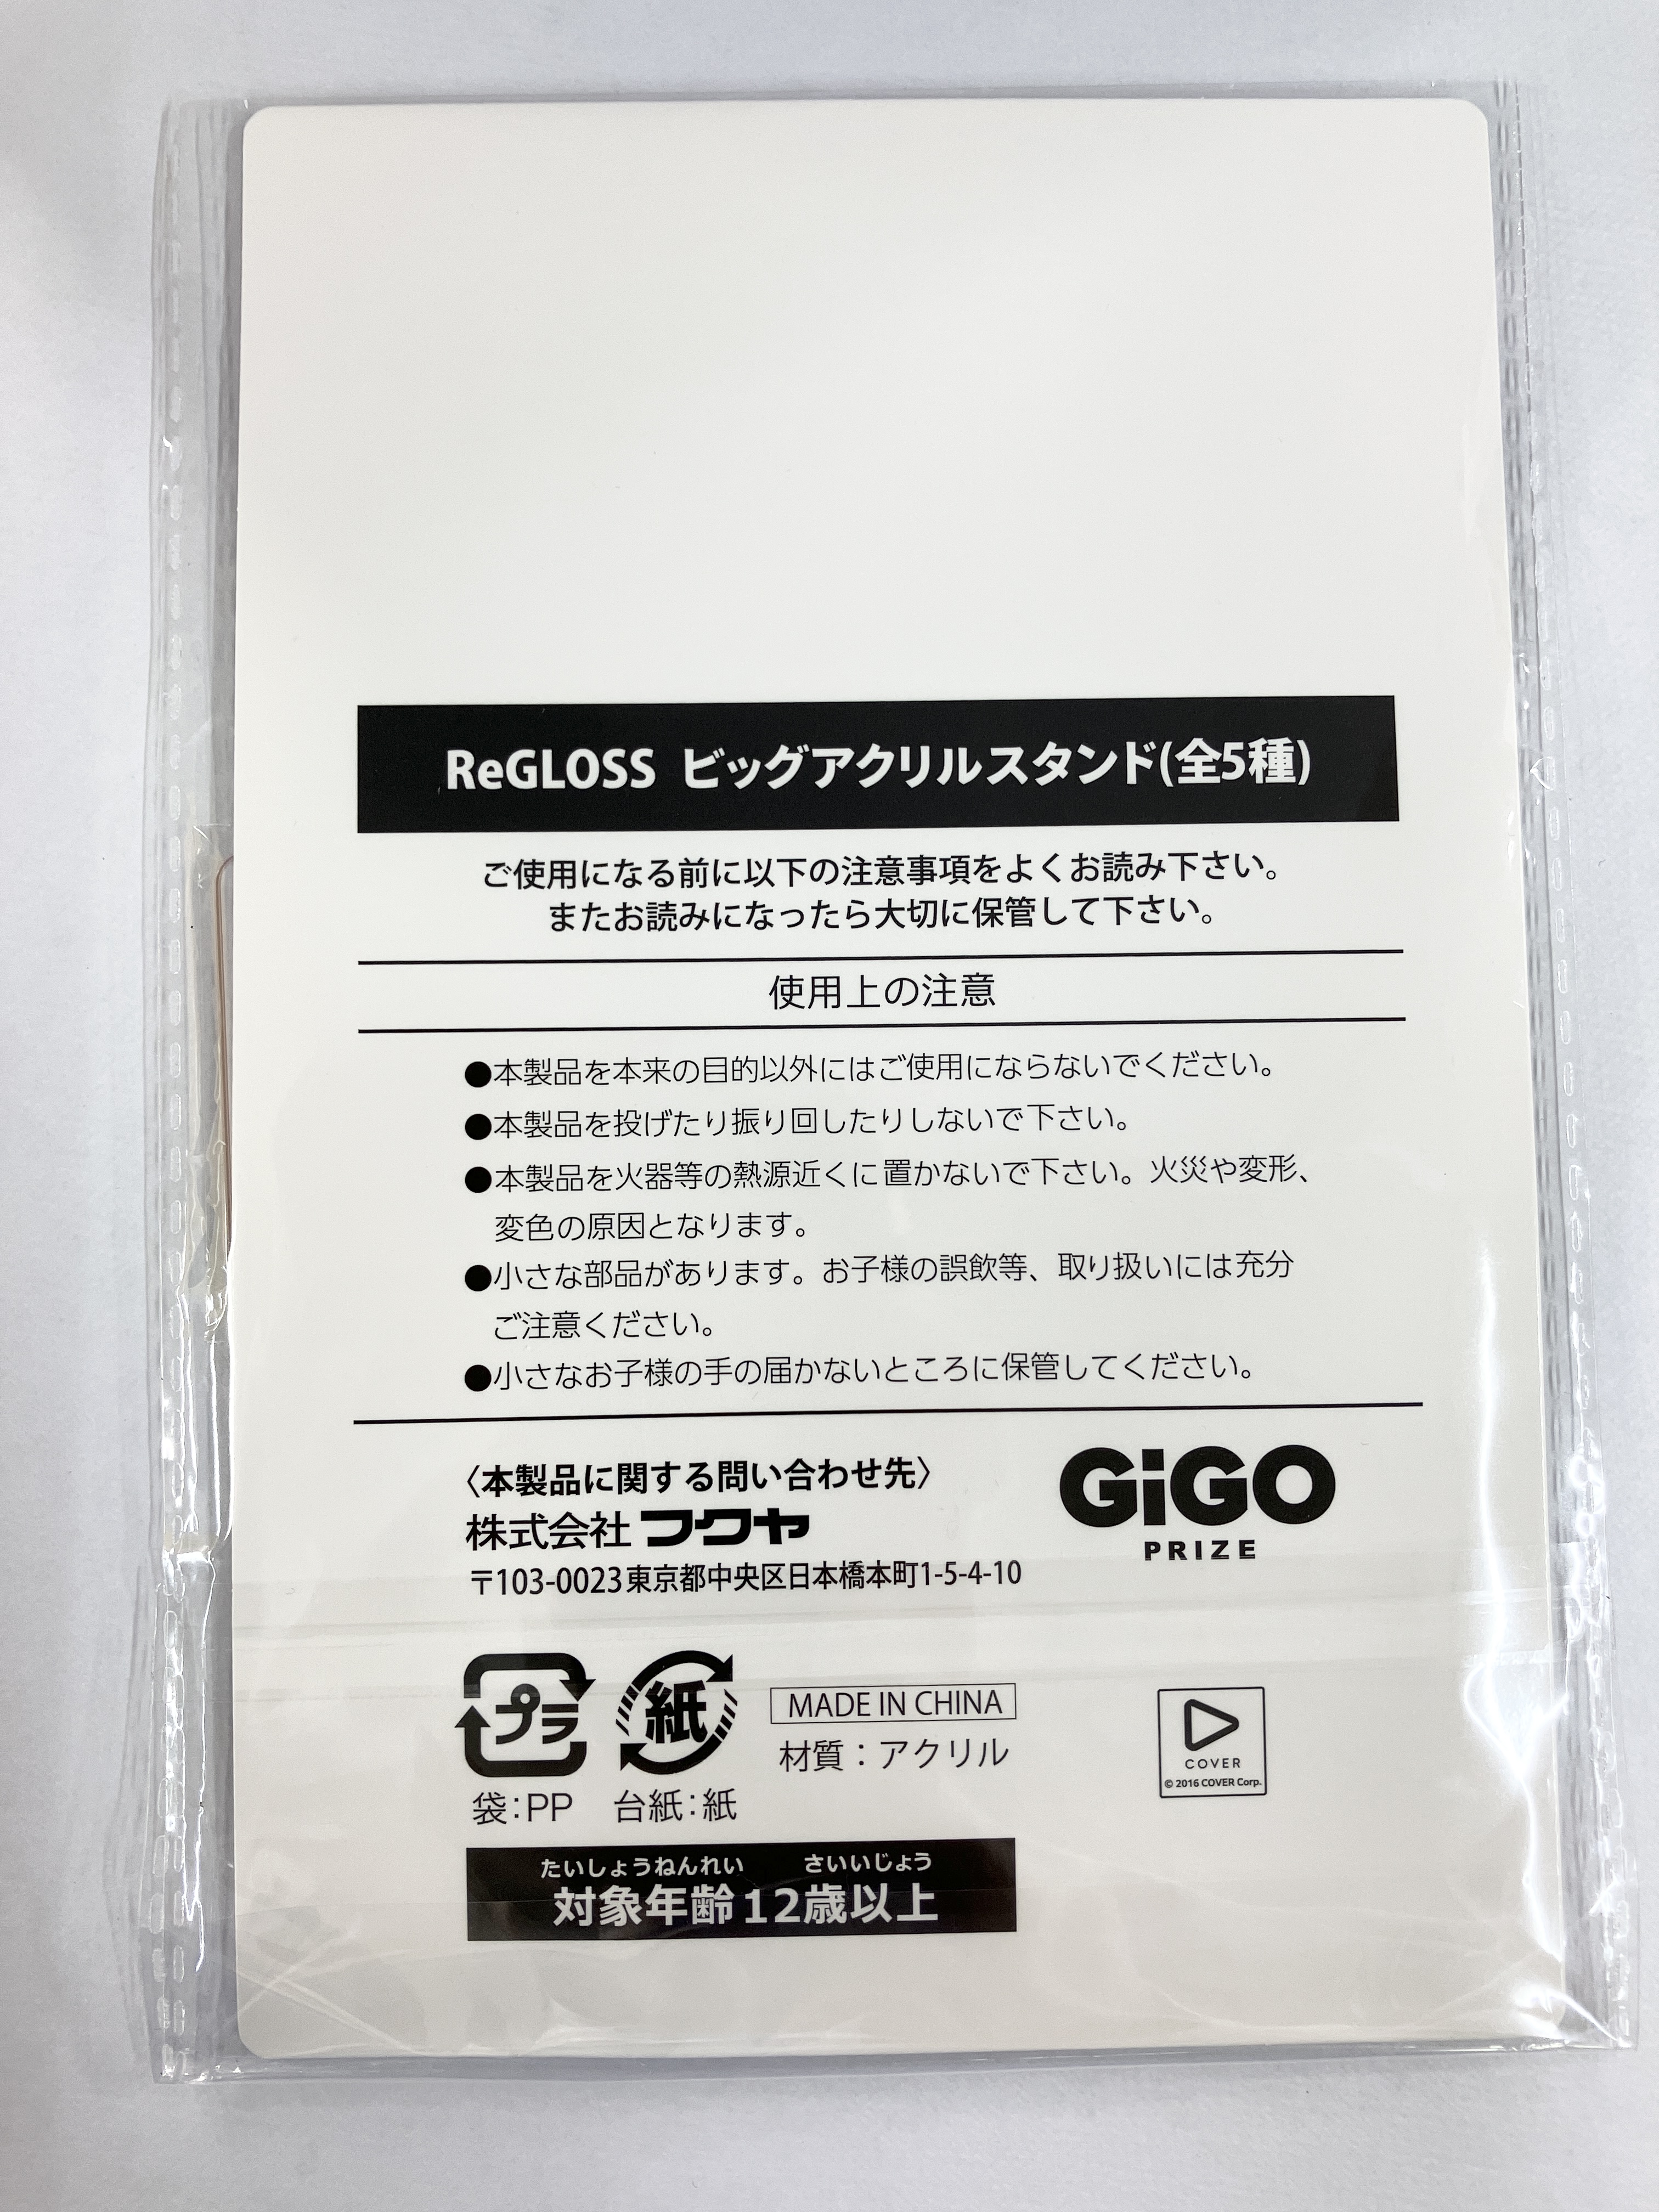 ReGLOSS ビッグアクリルスタンド(全5種)
ご使用になる前に以下の注意事項をよくお読み下さい。
またお読みになったら大切に保管して下さい。
使用上の注意
●本製品を本来の目的以外にはご使用にならないでください。
●本製品を投げたり振り回したりしないで下さい。
●本製品を火器等の熱源近くに置かないで下さい。火災や変形、
変色の原因となります。
●小さな部品があります。お子様の誤飲等、取り扱いには充分
ご注意ください。
●小さなお子様の手の届かないところに保管してください。
〈本製品に関する問い合わせ先〉
株式会社フクヤ
〒103-0023東京都中央区日本橋本町1-5-4-10
GiGO
PRIZE
プラ
紙
袋:PP
台紙:紙
MADE IN CHINA
材質：アクリル
COVER
© 2016 COVER Corp.
たいしょうねんれい さいいじょう
対象年齢12歳以上